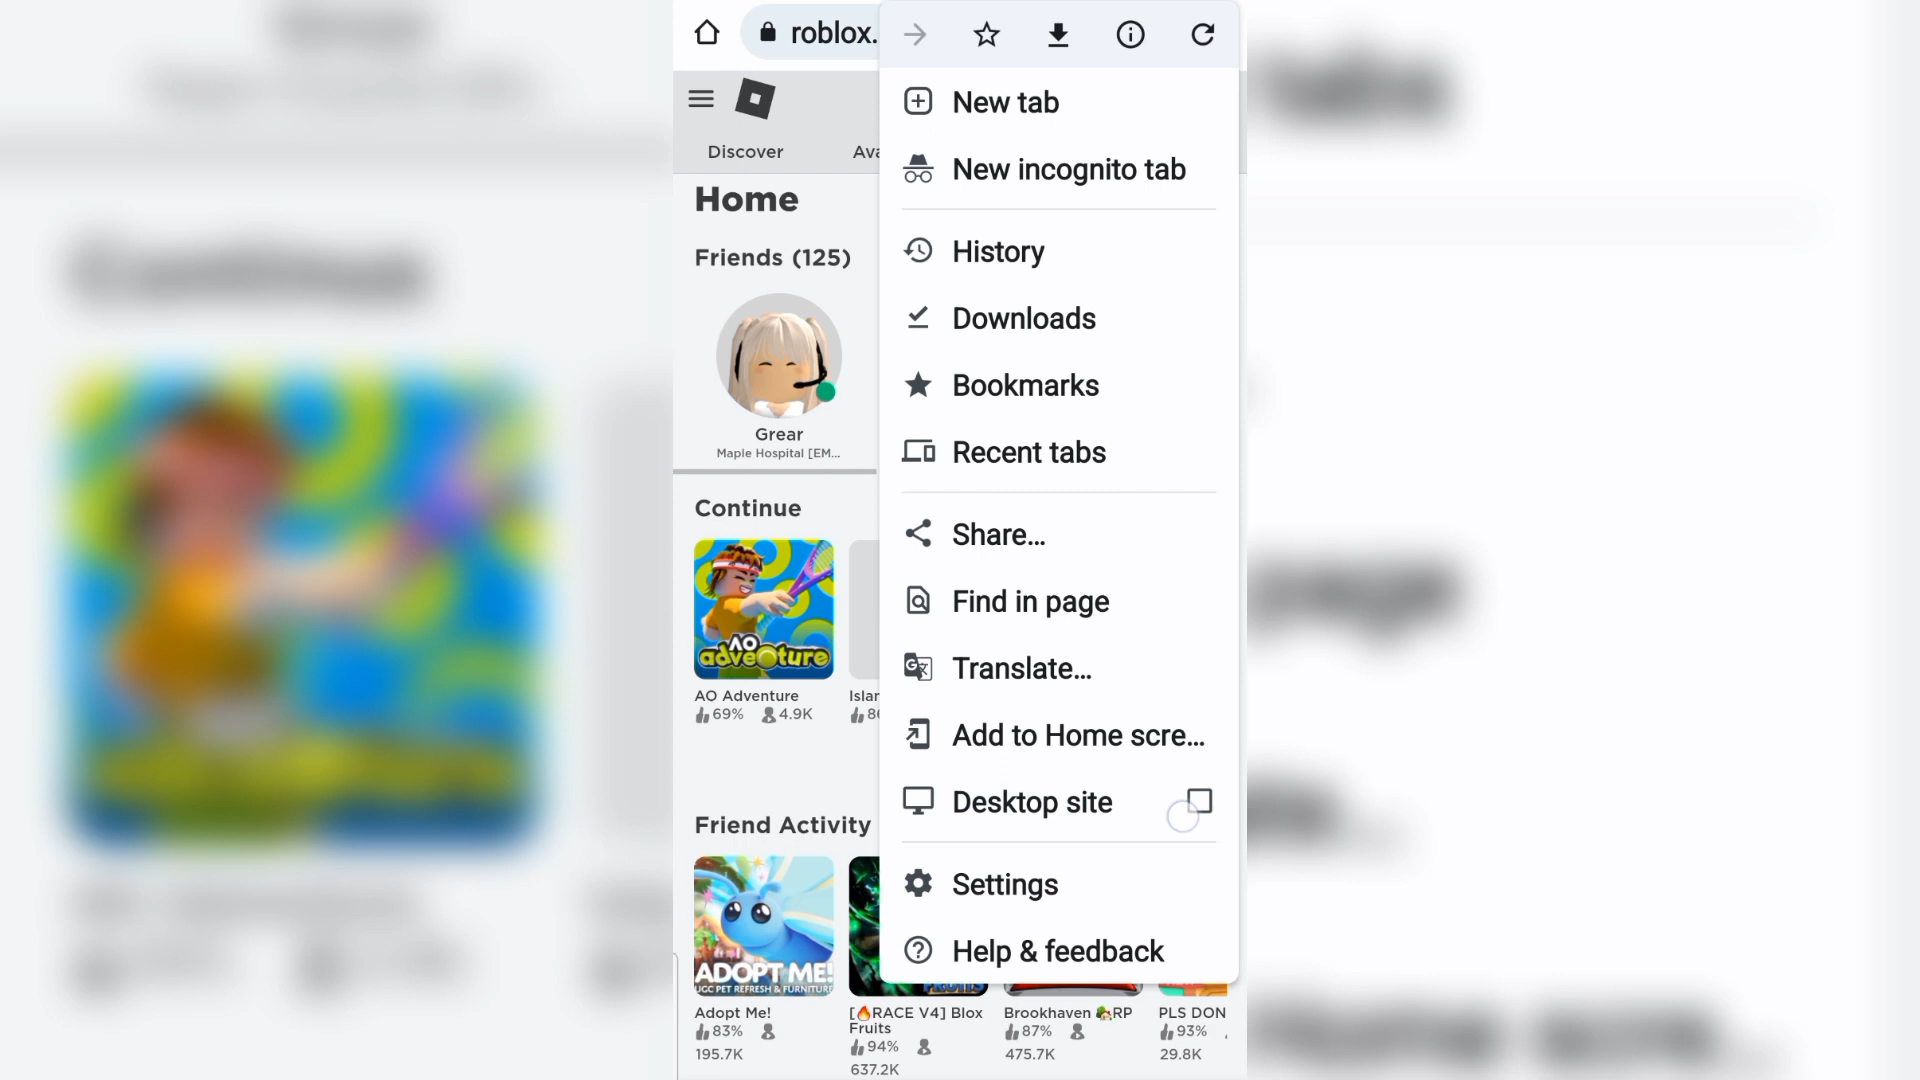 roblox.
Discover
Ava
Home
Friends (125)
Grear
Maple Hospital [EM...
Continue
AO
adventure
AO Adventure
69% 4.9K
Islar
86
Friend Activity
ADOPT ME!
UGC PET REFRESH & FURNITURE
Adopt Me!
83%
195.7K
FRUITS
[🔥RACE V4] Blox
Fruits
94%
637.2K
Brookhaven 🏡RP
87%
475.7K
PLS DON
93%
29.8K
New tab
New incognito tab
History
Downloads
Bookmarks
Recent tabs
Share...
Find in page
Translate...
Add to Home scre...
Desktop site
Settings
Help & feedback